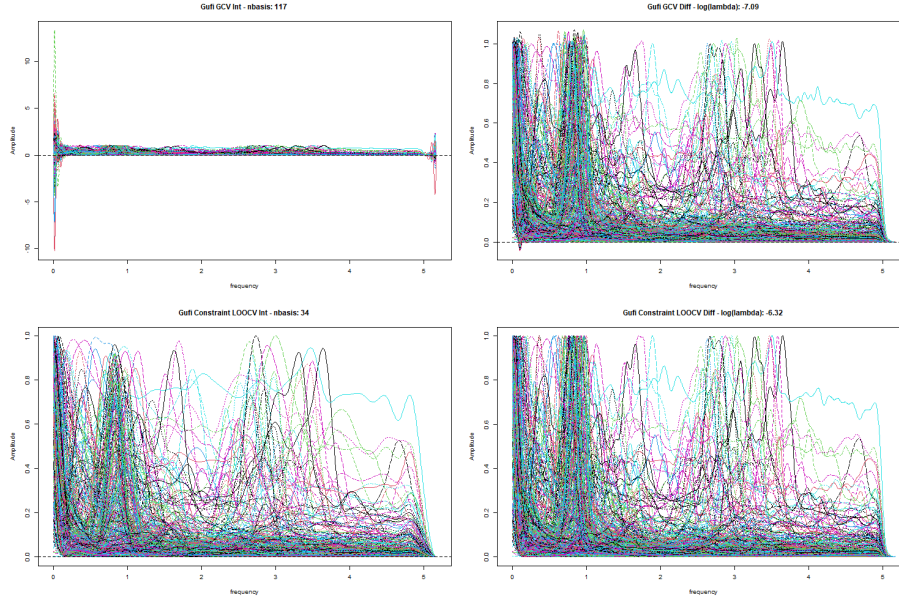 Gufi GCV Int - nbasis: 117
Amplitude
10
5
0
-5
-10
0 1 2 3 4 5
frequency
Gufi GCV Diff - log(lambda): -7.09
Amplitude
1.0
0.8
0.6
0.4
0.2
0.0
0 1 2 3 4 5
frequency
Gufi Constraint LOOCV Int - nbasis: 34
Amplitude
1.0
0.8
0.6
0.4
0.2
0.0
0 1 2 3 4 5
frequency
Gufi Constraint LOOCV Diff - log(lambda): -6.32
Amplitude
1.0
0.8
0.6
0.4
0.2
0.0
0 1 2 3 4 5
frequency